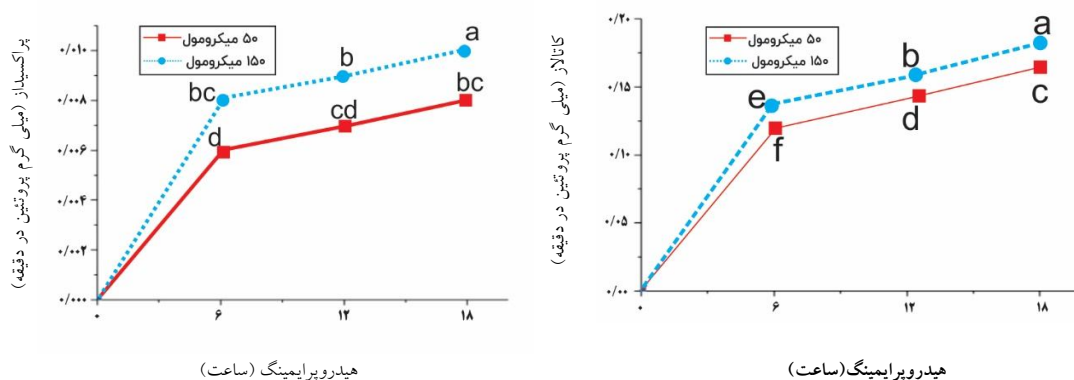 پراکسیداز (میلی گرم پروتئین در دقیقه)
۵۰ میکرومول
۱۵۰ میکرومول
۰/۰۱۰
۰/۰۰۸
۰/۰۰۶
۰/۰۰۴
۰/۰۰۲
۰/۰۰۰
a
b
bc
bc
cd
d
۰ ۶ ۱۲ ۱۸
هیدروپرایمینگ (ساعت)
کاتالاز (میلی گرم پروتئین در دقیقه)
۵۰ میکرومول
۱۵۰ میکرومول
۰/۲۰
۰/۱۵
۰/۱۰
۰/۰۵
۰/۰۰
a
b
e
c
d
f
۰ ۶ ۱۲ ۱۸
هیدروپرایمینگ(ساعت)